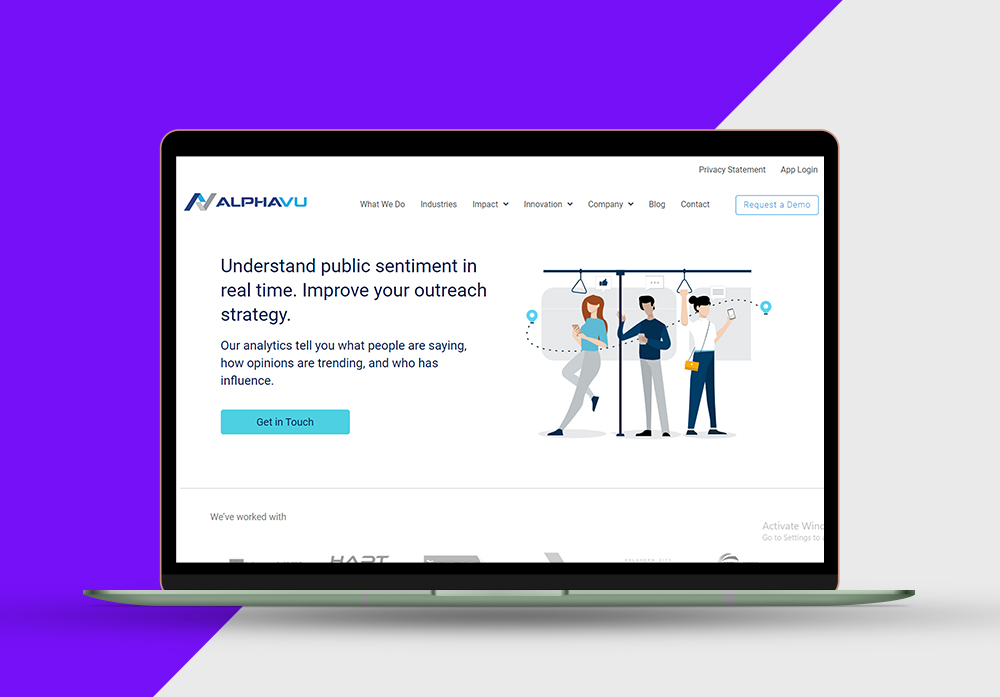 Privacy Statement App Login
ALPHAVU What We Do Industries Impact Innovation Company Blog Contact Request a Demo
Understand public sentiment in
real time. Improve your outreach
strategy.
Our analytics tell you what people are saying,
how opinions are trending, and who has
influence.
Get in Touch
We've worked with
Activate Wind
Go to Settings to a
HART